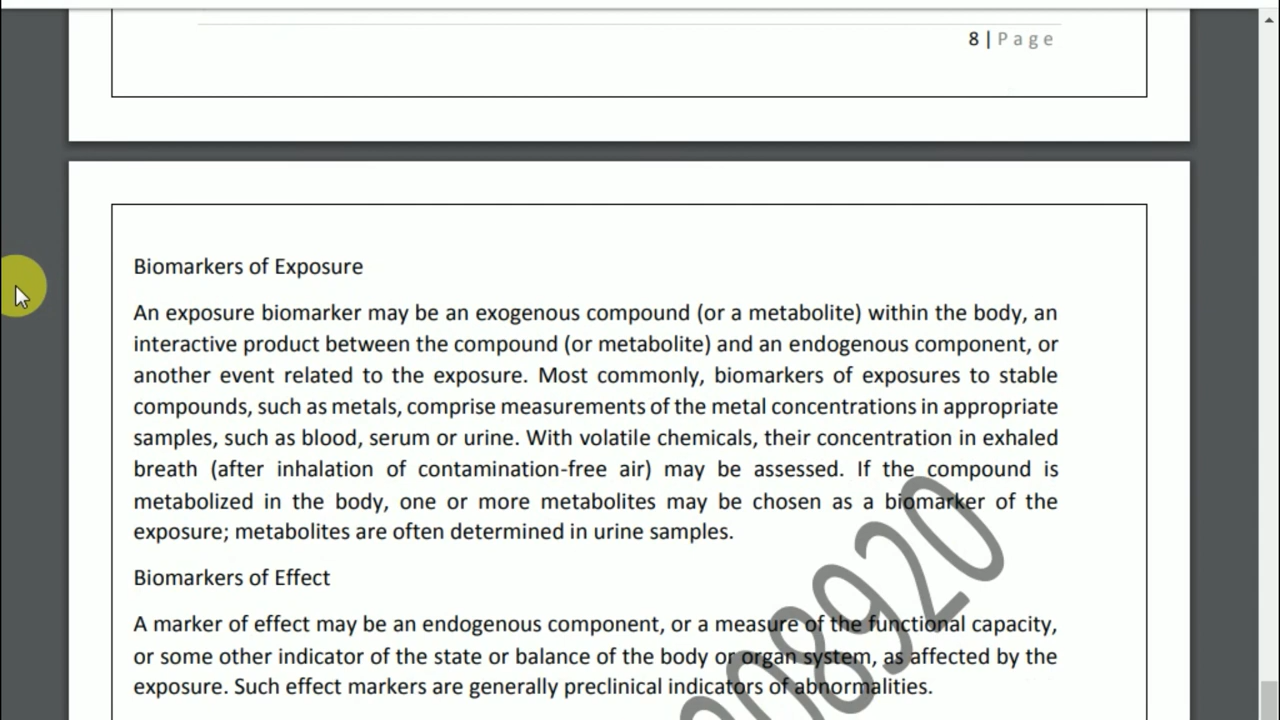 8 | Page
Biomarkers of Exposure
An exposure biomarker may be an exogenous compound (or a metabolite) within the body, an
interactive product between the compound (or metabolite) and an endogenous component, or
another event related to the exposure. Most commonly, biomarkers of exposures to stable
compounds, such as metals, comprise measurements of the metal concentrations in appropriate
samples, such as blood, serum or urine. With volatile chemicals, their concentration in exhaled
breath (after inhalation of contamination-free air) may be assessed. If the compound is
metabolized in the body, one or more metabolites may be chosen as a biomarker of the
exposure; metabolites are often determined in urine samples.
Biomarkers of Effect
A marker of effect may be an endogenous component, or a measure of the functional capacity,
or some other indicator of the state or balance of the body or organ system, as affected by the
exposure. Such effect markers are generally preclinical indicators of abnormalities.